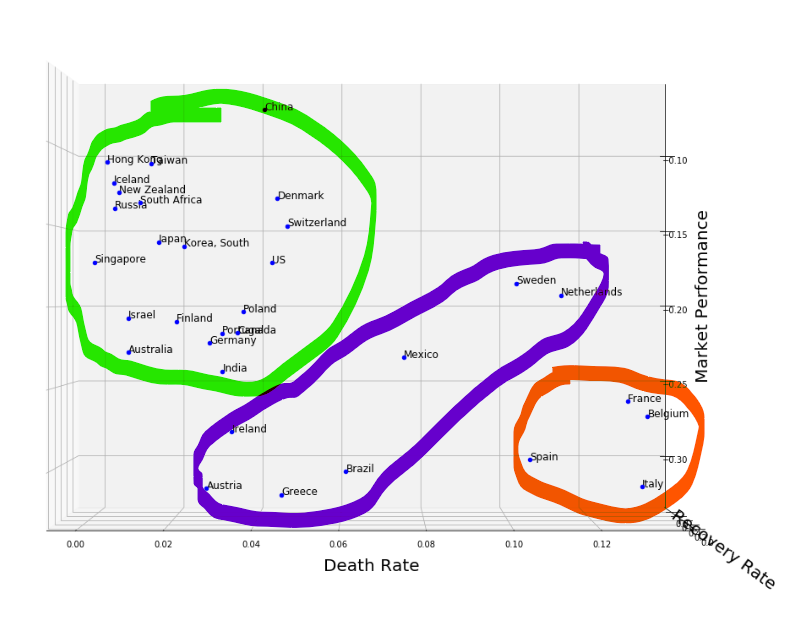 China
Hong Kong
Taiwan
Iceland
New Zealand
South Africa
Russia
Denmark
Switzerland
Japan
Korea, South
Singapore
US
Israel
Finland
Poland
Portugal
Canada
Germany
Australia
India
Sweden
Netherlands
Mexico
Ireland
Austria
Greece
Brazil
France
Belgium
Spain
Italy
−0.10
−0.15
−0.20
−0.25
−0.30
Market Performance
0.00 0.02 0.04 0.06 0.08 0.10 0.12
Death Rate
Recovery Rate